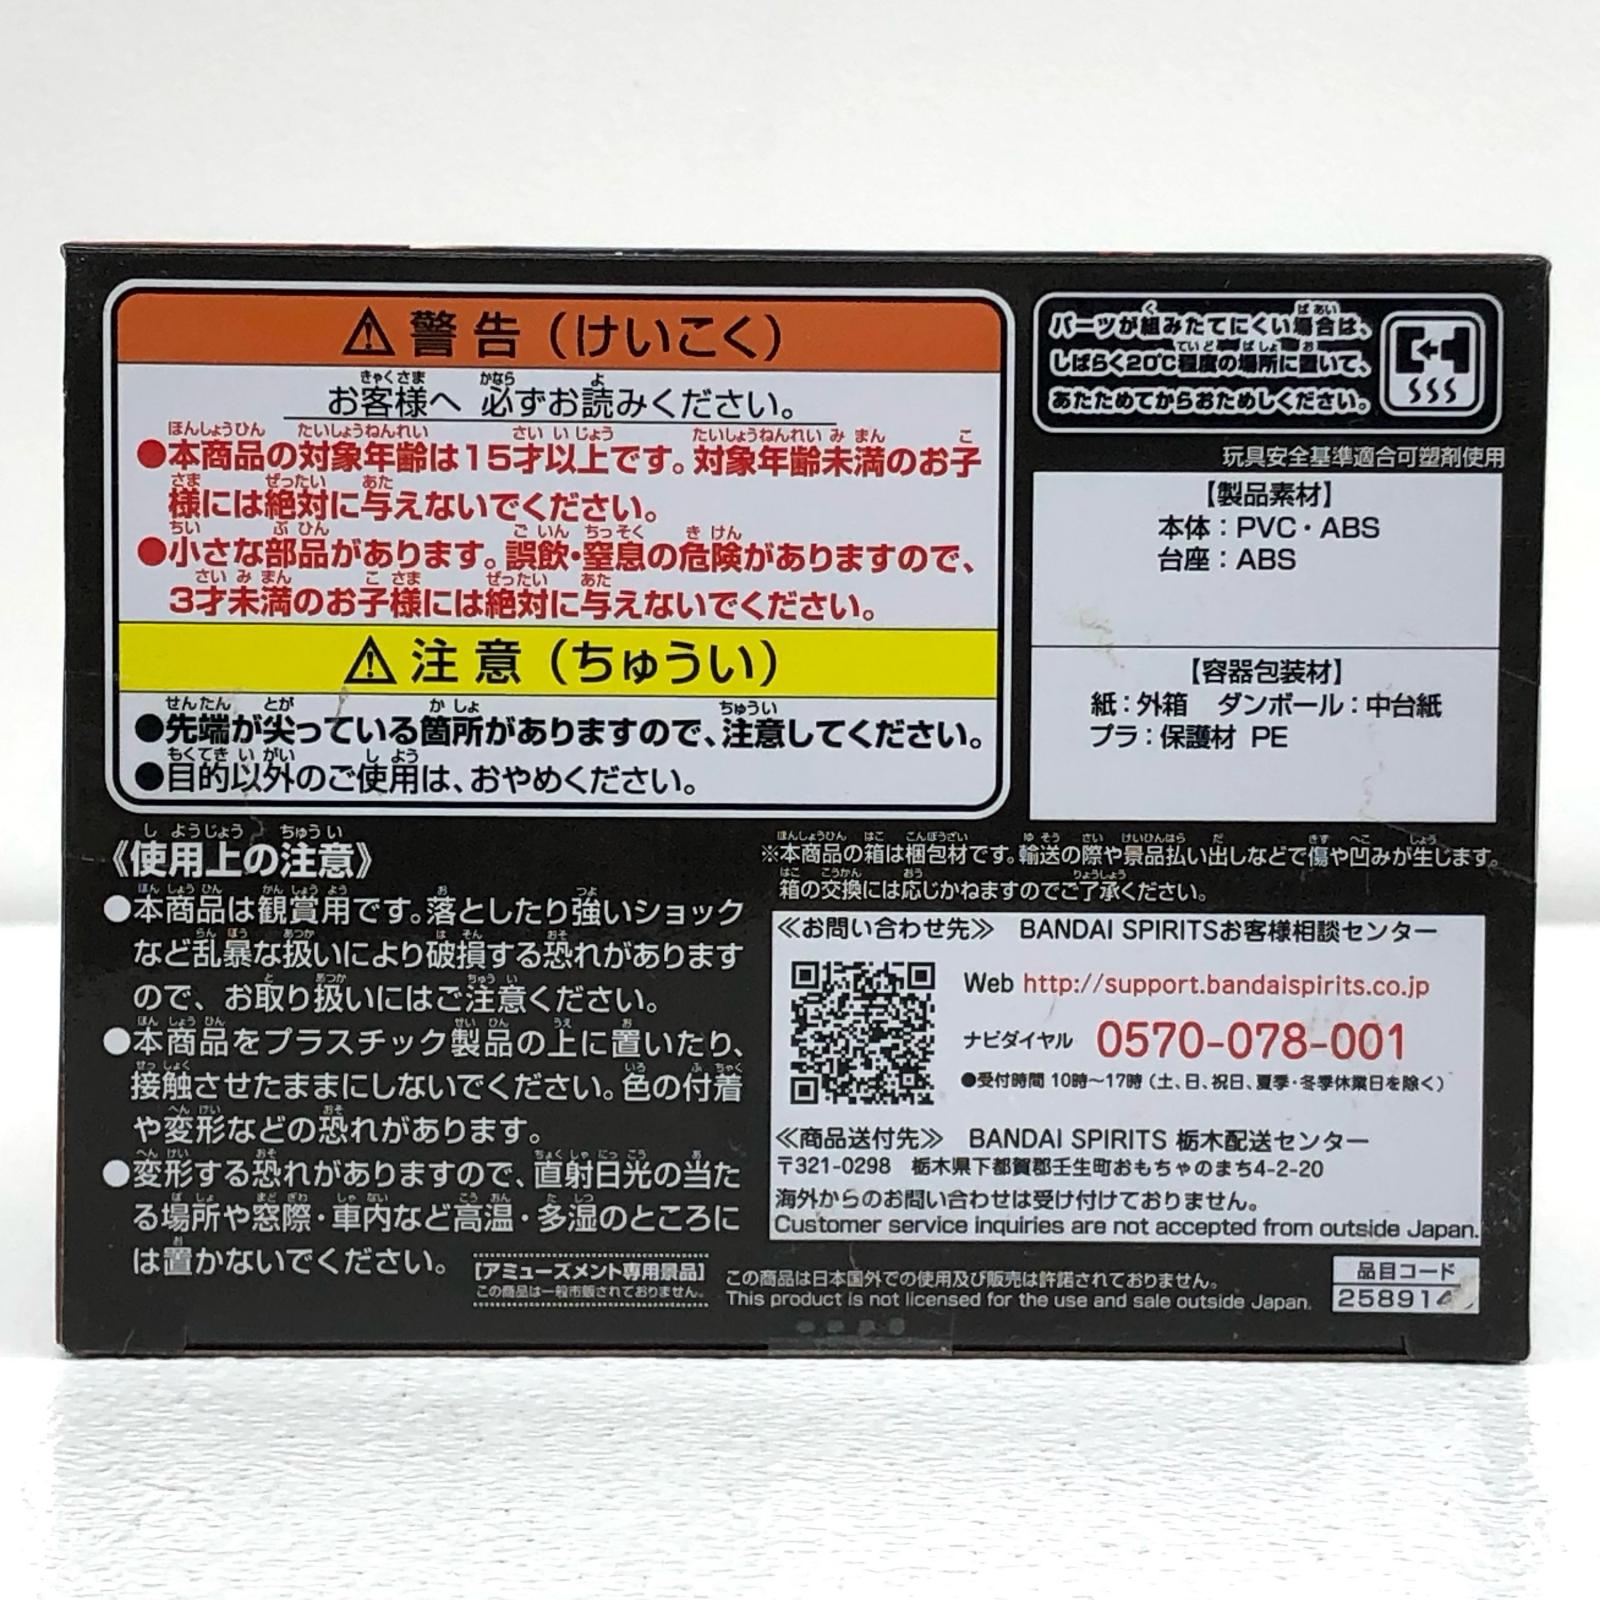 ⚠警告（けいこく）
お客様へ 必ずお読みください。
●本商品の対象年齢は15才以上です。対象年齢未満のお子
様には絶対に与えないでください。
●小さな部品があります。誤飲・窒息の危険がありますので、
3才未満のお子様には絶対に与えないでください。
⚠注意（ちゅうい）
●先端が尖っている箇所がありますので、注意してください。
●目的以外のご使用は、おやめください。
パーツが組みたてにくい場合は、
しばらく20℃程度の場所に置いて、
あたためてからおためしください。
玩具安全基準適合可塑剤使用
【製品素材】
本体：PVC・ABS
台座：ABS
【容器包装材】
紙：外箱 ダンボール：中台紙
プラ：保護材 PE
《使用上の注意》
●本商品は観賞用です。落としたり強いショック
など乱暴な扱いにより破損する恐れがあります
ので、お取り扱いにはご注意ください。
●本商品をプラスチック製品の上に置いたり、
接触させたままにしないでください。色の付着
や変形などの恐れがあります。
●変形する恐れがありますので、直射日光の当た
る場所や窓際・車内など高温・多湿のところに
は置かないでください。
[アミューズメント専用景品]
この商品は一般市販されておりません。
※本商品の箱は梱包材です。輸送の際や景品払い出しなどで傷や凹みが生じます。
箱の交換には応じかねますのでご了承ください。
≪お問い合わせ先≫ BANDAI SPIRITSお客様相談センター
Web http://support.bandaispirits.co.jp
ナビダイヤル 0570-078-001
●受付時間 10時～17時（土、日、祝日、夏季・冬季休業日を除く）
≪商品送付先≫ BANDAI SPIRITS 栃木配送センター
〒321-0298 栃木県下都賀郡壬生町おもちゃのまち4-2-20
海外からのお問い合わせは受け付けておりません。
Customer service inquiries are not accepted from outside Japan.
この商品は日本国外での使用及び販売は許諾されておりません。
This product is not licensed for the use and sale outside Japan.
品目コード